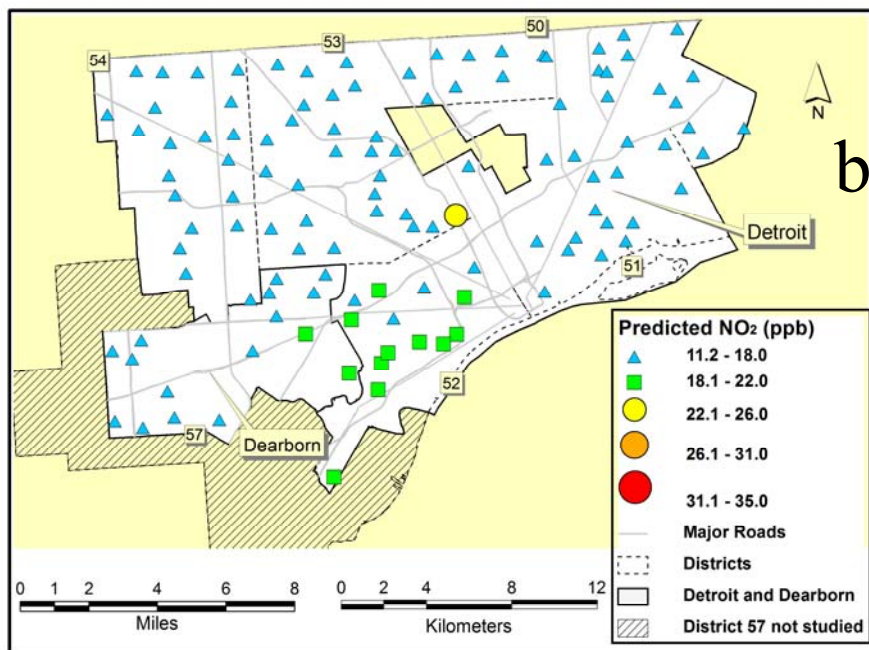 50
53
54
N
b
Detroit
51
52
57
Dearborn
Predicted NO₂ (ppb)
11.2 - 18.0
18.1 - 22.0
22.1 - 26.0
26.1 - 31.0
31.1 - 35.0
Major Roads
Districts
Detroit and Dearborn
District 57 not studied
0 1 2 4 6 8
Miles
0 2 4 8 12
Kilometers